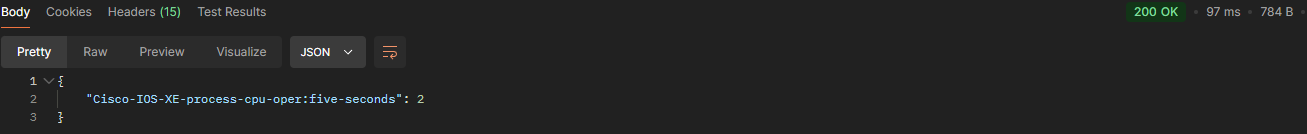 Body Cookies Headers (15) Test Results 200 OK • 97 ms • 784 B
Pretty Raw Preview Visualize JSON
1 {
2 "Cisco-IOS-XE-process-cpu-oper:five-seconds": 2
3 }